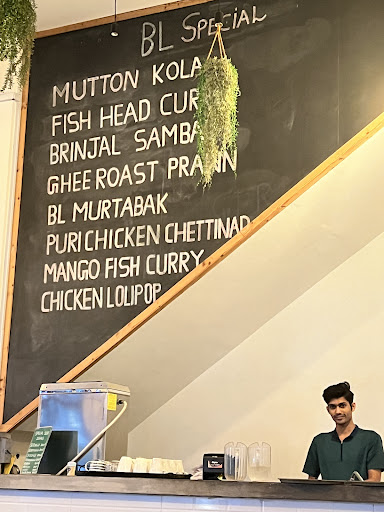 BL SPECIAL
MUTTON KOLA
FISH HEAD CUR
BRINJAL SAMBA
GHEE ROAST PRAWN
BL MURTABAK
PURI CHICKEN CHETTINAD
MANGO FISH CURRY
CHICKEN LOLIPOP